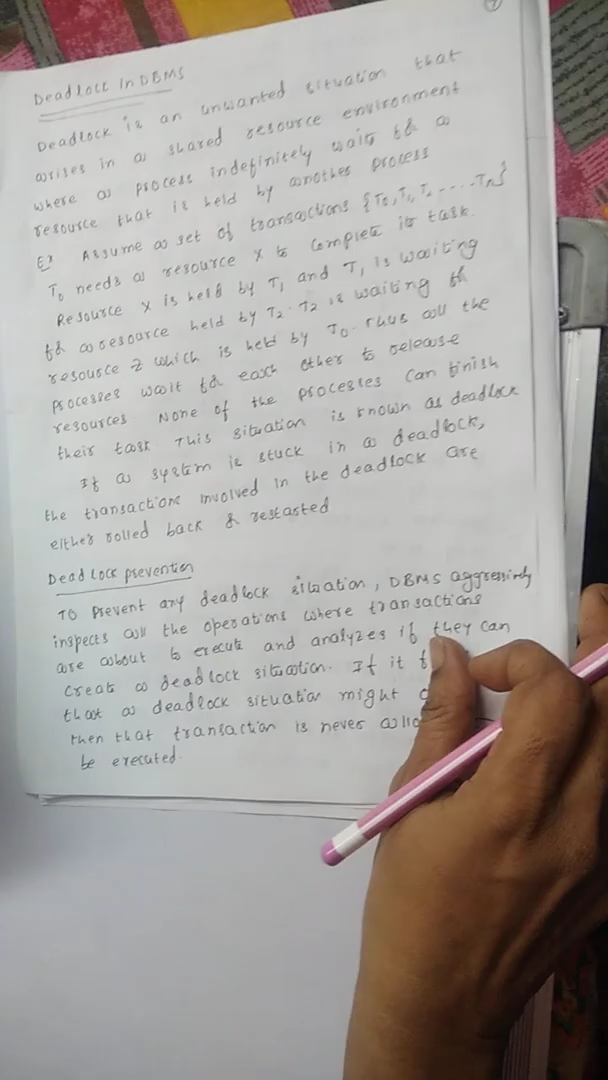 Deadlock in DBMS
Deadlock is an unwanted situation that
arises in a shared resource environment
where a process indefinitely waits for a
resource that is held by another process
Ex Assume a set of transactions {T0, T1, T2 ..... Tn}
T0 needs a resource X to complete its task.
Resource X is held by T1 and T1 is waiting
for a resource held by T2. T2 is waiting for
resource Z which is held by T0. Thus all the
processes wait for each other to release
resources None of the processes can finish
their task This situation is known as deadlock
If a system is stuck in a deadlock,
the transactions involved in the deadlock are
either rolled back & restarted
Dead lock prevention
To prevent any deadlock situation, DBMS aggressively
inspects all the operations where transactions
are about to execute and analyzes if they can
create a deadlock situation. If it
that a deadlock situation might
then that transaction is never
be executed.